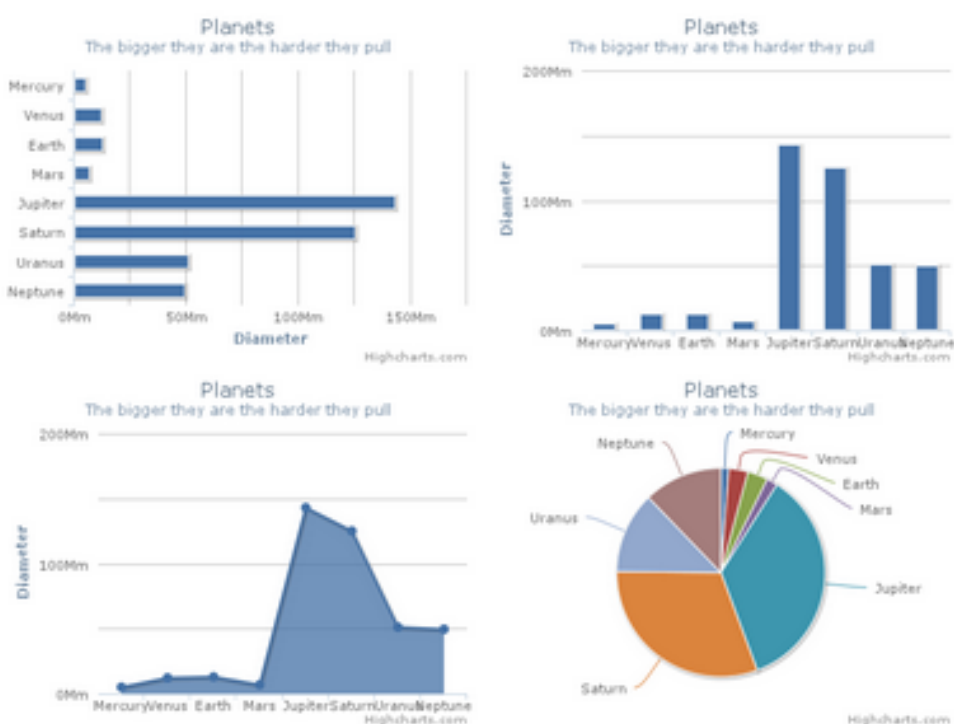 Planets
The bigger they are the harder they pull
Mercury
Venus
Earth
Mars
Jupiter
Saturn
Uranus
Neptune
0Mm 50Mm 100Mm 150Mm
Diameter
Highcharts.com
Planets
The bigger they are the harder they pull
200Mm
100Mm
0Mm
Diameter
Mercury Venus Earth Mars Jupiter Saturn Uranus Neptune
Highcharts.com
Planets
The bigger they are the harder they pull
200Mm
100Mm
0Mm
Diameter
Mercury Venus Earth Mars Jupiter Saturn Uranus Neptune
Highcharts.com
Planets
The bigger they are the harder they pull
Mercury
Venus
Earth
Mars
Jupiter
Saturn
Uranus
Neptune
Highcharts.com